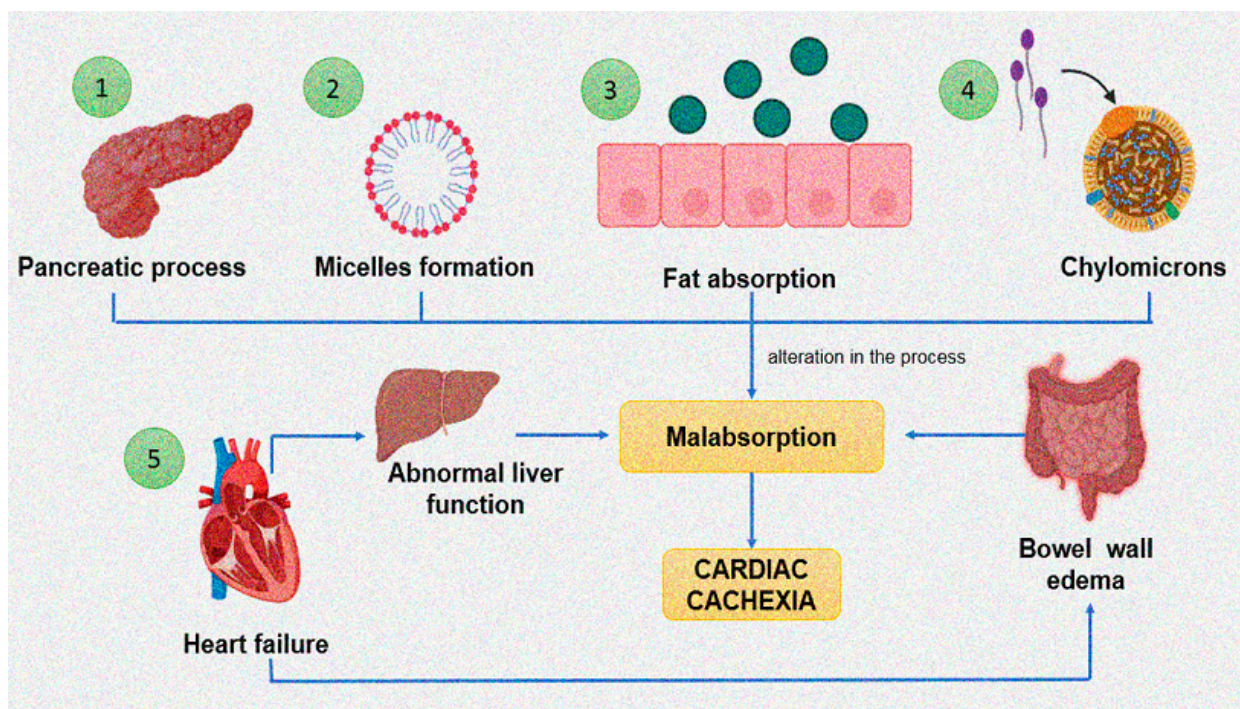 1
2
3
4
Pancreatic process
Micelles formation
Fat absorption
Chylomicrons
alteration in the process
5
Abnormal liver
function
Malabsorption
Heart failure
CARDIAC
CACHEXIA
Bowel wall
edema